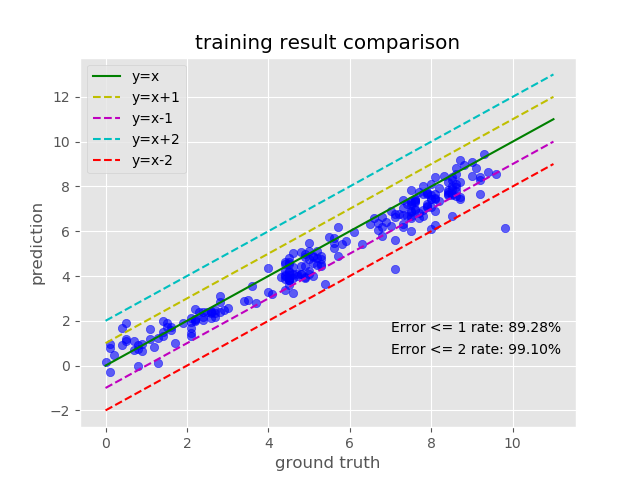 training result comparison
y=x
y=x+1
y=x-1
y=x+2
y=x-2
12
10
8
6
4
2
0
−2
prediction
Error <= 1 rate: 89.28%
Error <= 2 rate: 99.10%
0 2 4 6 8 10
ground truth